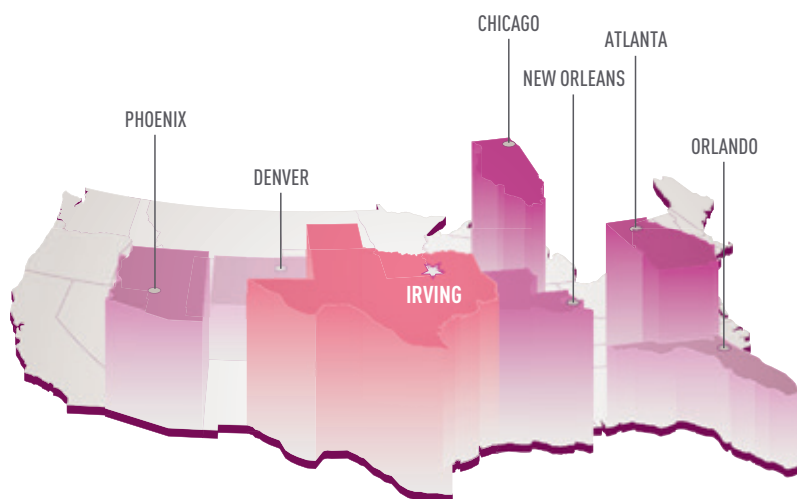 CHICAGO
ATLANTA
NEW ORLEANS
PHOENIX
ORLANDO
DENVER
IRVING